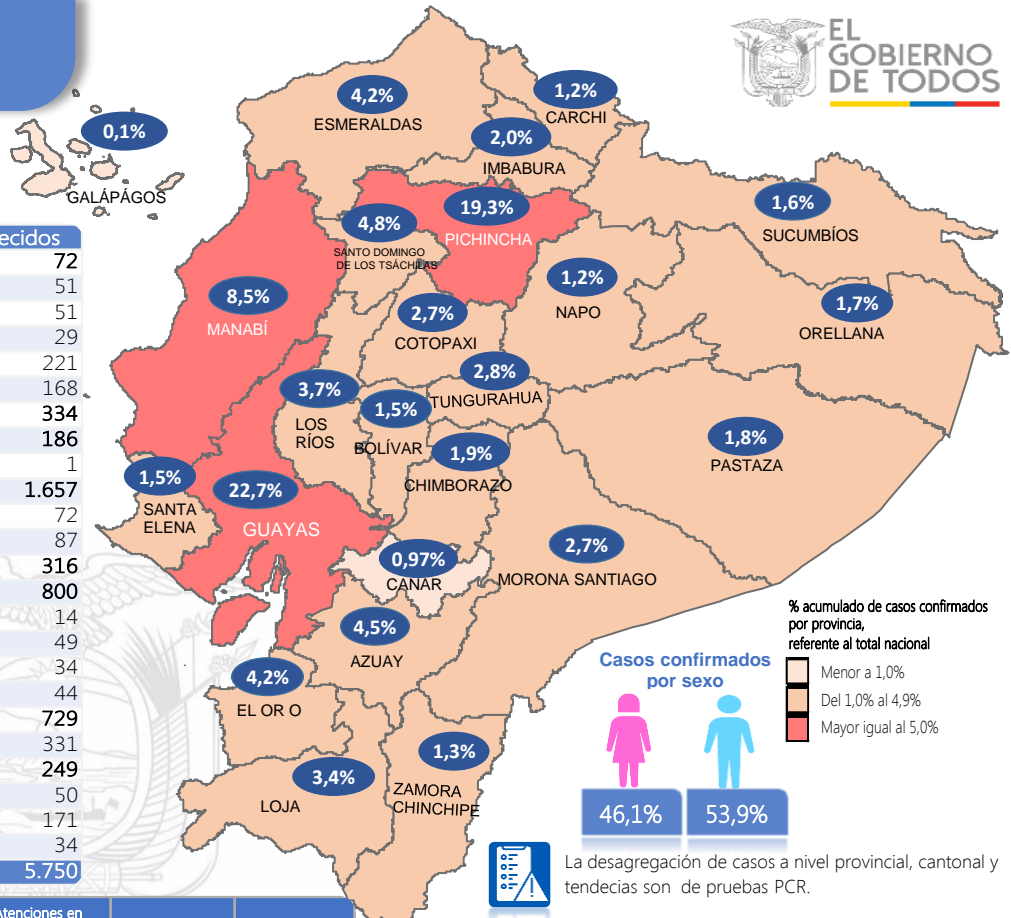 EL
GOBIERNO
DE TODOS
4,2%
ESMERALDAS
1,2%
CARCHI
2,0%
IMBABURA
0,1%
GALÁPÁGOS
19,3%
PICHINCHA
4,8%
SANTO DOMINGO
DE LOS TSÁCHILAS
1,6%
SUCUMBÍOS
8,5%
MANABÍ
1,2%
NAPO
1,7%
ORELLANA
2,7%
COTOPAXI
2,8%
TUNGURAHUA
3,7%
LOS
RÍOS
1,5%
BOLÍVAR
1,9%
CHIMBORAZO
1,8%
PASTAZA
1,5%
SANTA
ELENA
22,7%
GUAYAS
0,97%
CAÑAR
2,7%
MORONA SANTIAGO
4,5%
AZUAY
4,2%
EL OR O
1,3%
ZAMORA
CHINCHIPE
3,4%
LOJA
ecidos
72
51
51
29
221
168
334
186
1
1.657
72
87
316
800
14
49
34
44
729
331
249
50
171
34
5.750
Atenciones en
% acumulado de casos confirmados
por provincia,
referente al total nacional
Menor a 1,0%
Del 1,0% al 4,9%
Mayor igual al 5,0%
Casos confirmados
por sexo
46,1%
53,9%
La desagregación de casos a nivel provincial, cantonal y
tendecias son de pruebas PCR.